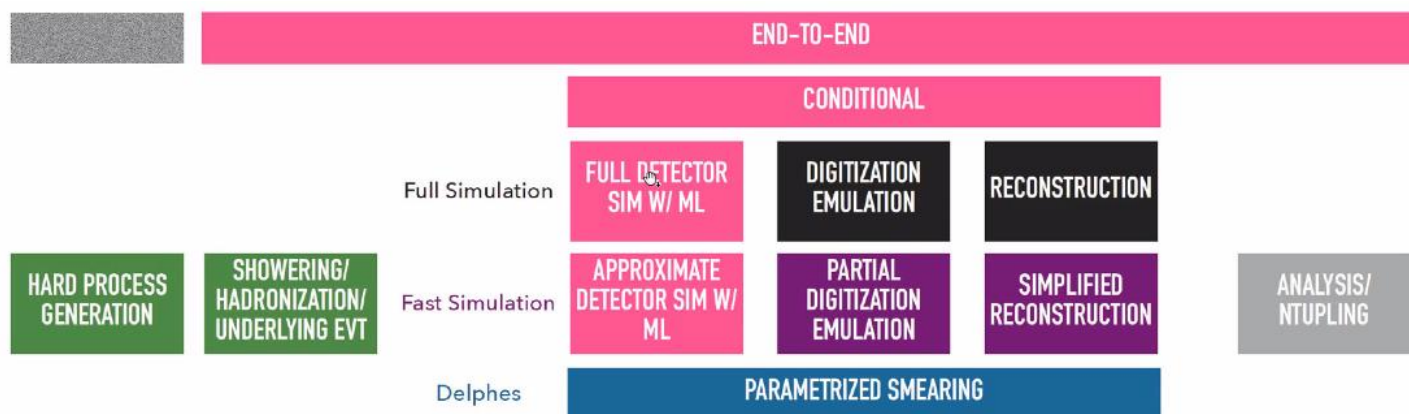 END-TO-END
CONDITIONAL
Full Simulation
FULL DETECTOR
SIM W/ ML
DIGITIZATION
EMULATION
RECONSTRUCTION
HARD PROCESS
GENERATION
SHOWERING/
HADRONIZATION/
UNDERLYING EVT
Fast Simulation
APPROXIMATE
DETECTOR SIM W/
ML
PARTIAL
DIGITIZATION
EMULATION
SIMPLIFIED
RECONSTRUCTION
ANALYSIS/
NTUPLING
Delphes
PARAMETRIZED SMEARING